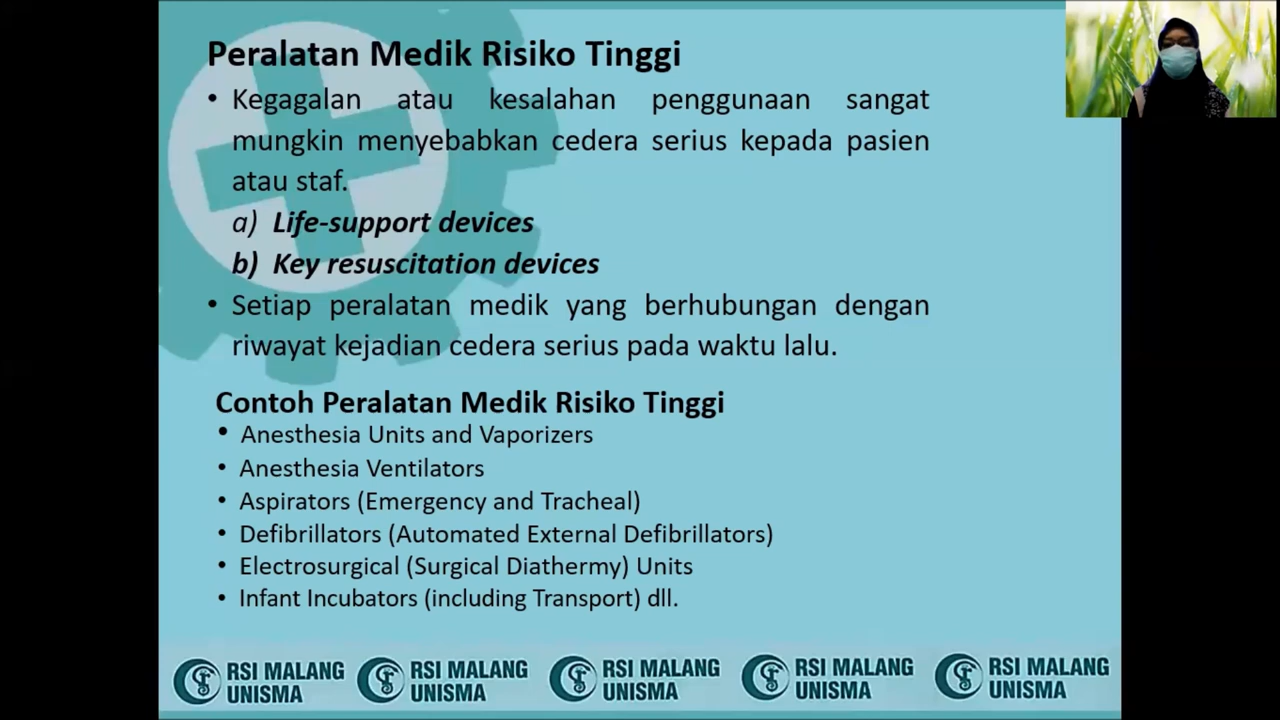 Peralatan Medik Risiko Tinggi
• Kegagalan atau kesalahan penggunaan sangat
mungkin menyebabkan cedera serius kepada pasien
atau staf.
a) Life-support devices
b) Key resuscitation devices
• Setiap peralatan medik yang berhubungan dengan
riwayat kejadian cedera serius pada waktu lalu.
Contoh Peralatan Medik Risiko Tinggi
• Anesthesia Units and Vaporizers
• Anesthesia Ventilators
• Aspirators (Emergency and Tracheal)
• Defibrillators (Automated External Defibrillators)
• Electrosurgical (Surgical Diathermy) Units
• Infant Incubators (including Transport) dll.
RSI MALANG RSI MALANG RSI MALANG RSI MALANG RSI MALANG
UNISMA UNISMA UNISMA UNISMA UNISMA